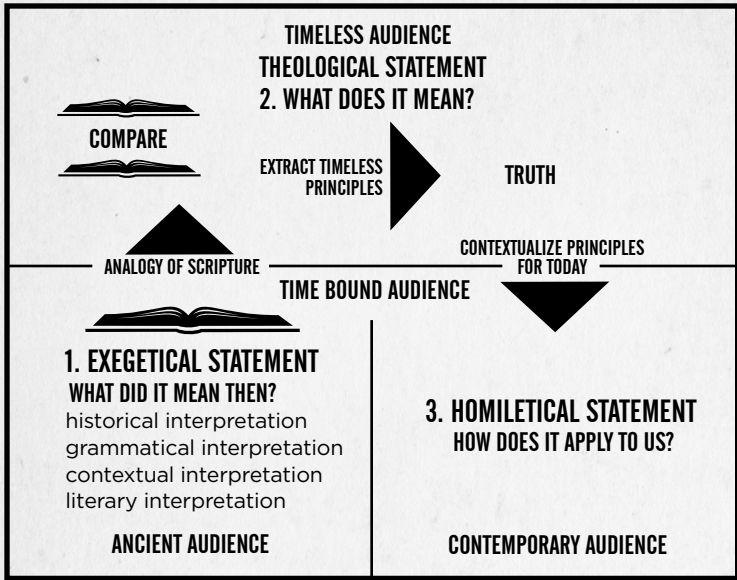 TIMELESS AUDIENCE
THEOLOGICAL STATEMENT
2. WHAT DOES IT MEAN?
COMPARE
EXTRACT TIMELESS
PRINCIPLES
TRUTH
ANALOGY OF SCRIPTURE
CONTEXTUALIZE PRINCIPLES
FOR TODAY
TIME BOUND AUDIENCE
1. EXEGETICAL STATEMENT
WHAT DID IT MEAN THEN?
historical interpretation
grammatical interpretation
contextual interpretation
literary interpretation
ANCIENT AUDIENCE
3. HOMILETICAL STATEMENT
HOW DOES IT APPLY TO US?
CONTEMPORARY AUDIENCE